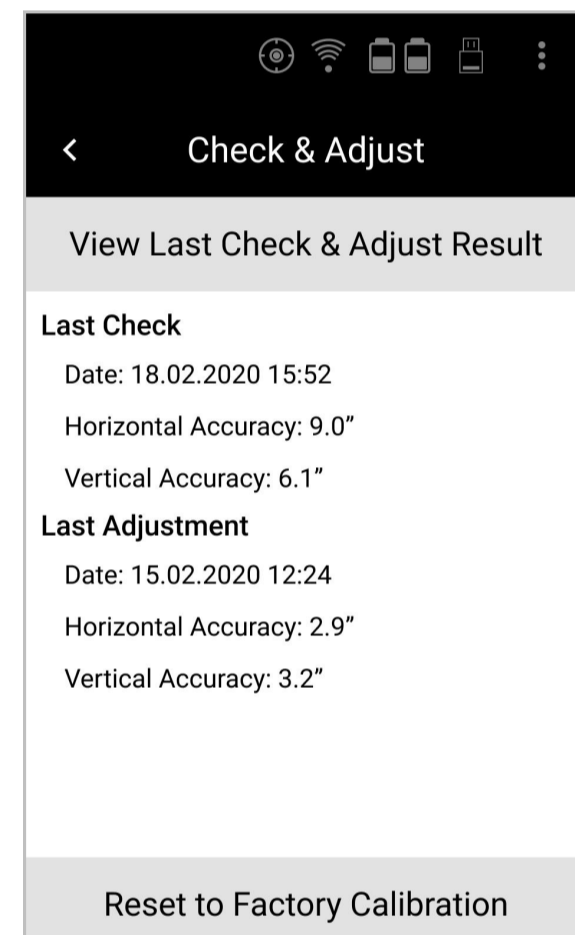 Check & Adjust
View Last Check & Adjust Result
Last Check
Date: 18.02.2020 15:52
Horizontal Accuracy: 9.0”
Vertical Accuracy: 6.1”
Last Adjustment
Date: 15.02.2020 12:24
Horizontal Accuracy: 2.9”
Vertical Accuracy: 3.2”
Reset to Factory Calibration